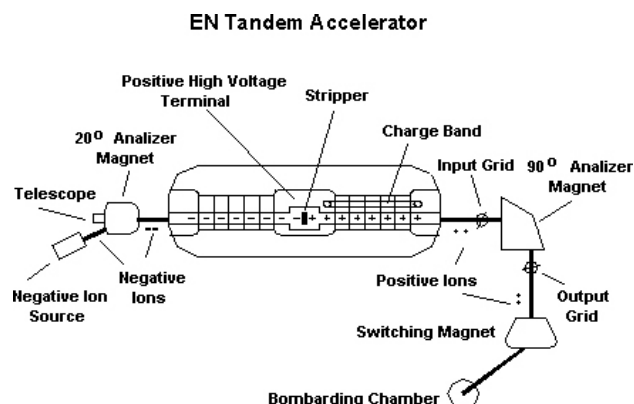 EN Tandem Accelerator
Positive High Voltage
Terminal
Stripper
20° Analizer
Magnet
Charge Band
Input Grid
90° Analizer
Magnet
Telescope
Negative Ion
Source
Negative
Ions
Positive Ions
Output
Grid
Switching Magnet
Bombarding Chamber